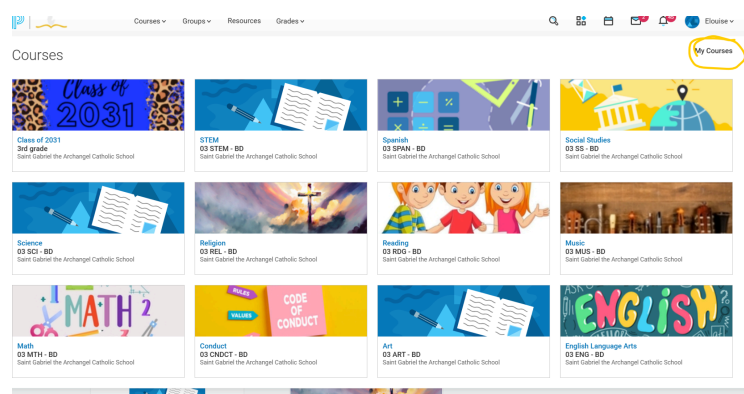 Courses Groups Resources Grades Elouise
Courses
My Courses
Class of
2031
Class of 2031
3rd grade
Saint Gabriel the Archangel Catholic School
STEM
03 STEM - BD
Saint Gabriel the Archangel Catholic School
Spanish
03 SPAN - BD
Saint Gabriel the Archangel Catholic School
Social Studies
03 SS - BD
Saint Gabriel the Archangel Catholic School
Science
03 SCI - BD
Saint Gabriel the Archangel Catholic School
Religion
03 REL - BD
Saint Gabriel the Archangel Catholic School
Reading
03 RDG - BD
Saint Gabriel the Archangel Catholic School
Music
03 MUS - BD
Saint Gabriel the Archangel Catholic School
MATH 2
Math
03 MTH - BD
Saint Gabriel the Archangel Catholic School
RULES
VALUES
CODE
OF
CONDUCT
Conduct
03 CNDCT - BD
Saint Gabriel the Archangel Catholic School
Art
03 ART - BD
Saint Gabriel the Archangel Catholic School
ASK
ENGLISH
English Language Arts
03 ENG - BD
Saint Gabriel the Archangel Catholic School